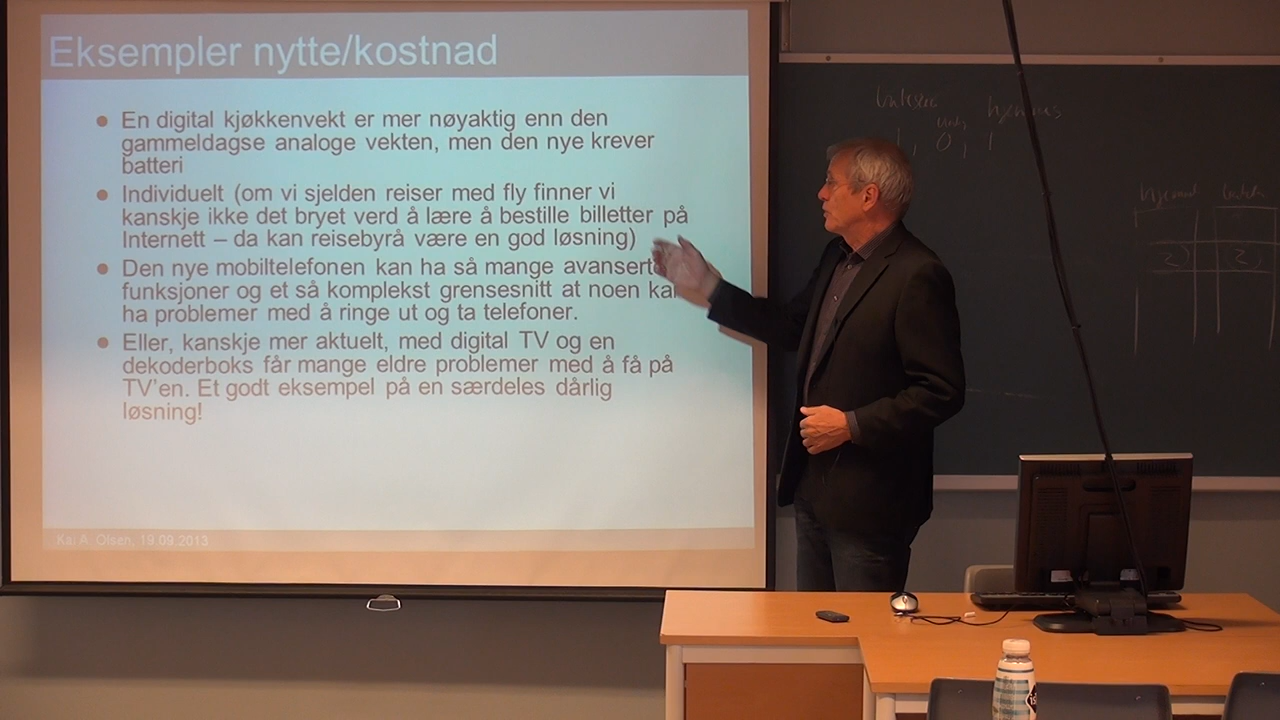 Eksempler nytte/kostnad
En digital kjøkkenvekt er mer nøyaktig enn den
gammeldagse analoge vekten, men den nye krever
batteri
Individuelt (om vi sjelden reiser med fly finner vi
kanskje ikke det bryet verd å lære å bestille billetter på
Internett – da kan reisebyrå være en god løsning)
Den nye mobiltelefonen kan ha så mange avanserte
funksjoner og et så komplekst grensesnitt at noen kan
ha problemer med å ringe ut og ta telefoner.
Eller, kanskje mer aktuelt, med digital TV og en
dekoderboks får mange eldre problemer med å få på
TV'en. Et godt eksempel på en særdeles dårlig
løsning!
Kai A. Olsen, 19.09.2013
1, 0, 1
2) 2,